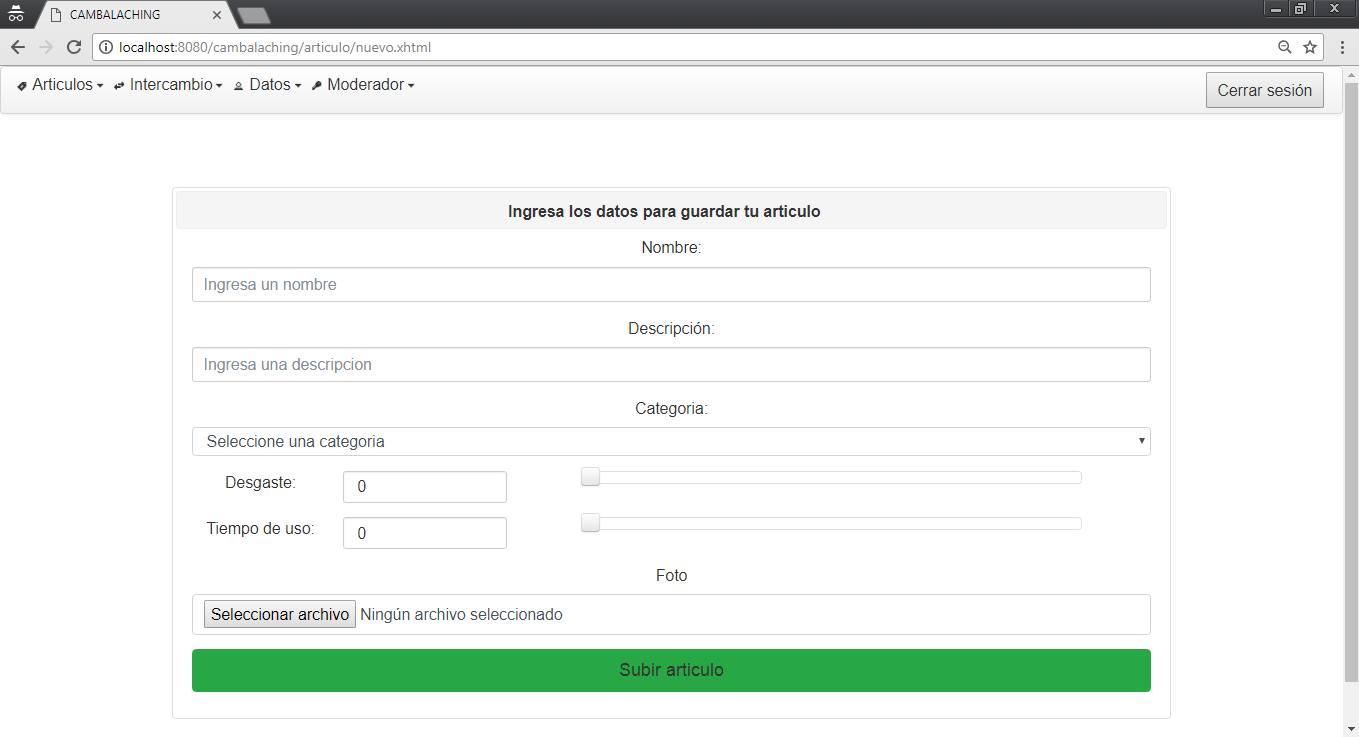 CAMBALACHING
localhost:8080/cambalaching/articulo/nuevo.xhtml
Articulos Intercambio Datos Moderador Cerrar sesión
Ingresa los datos para guardar tu articulo
Nombre:
Ingresa un nombre
Descripción:
Ingresa una descripcion
Categoria:
Seleccione una categoria
Desgaste: 0
Tiempo de uso: 0
Foto
Seleccionar archivo Ningún archivo seleccionado
Subir articulo